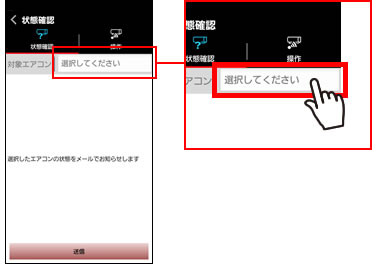 状態確認
状態確認 操作
対象エアコン 選択してください
選択したエアコンの状態をメールでお知らせします
送信
態確認
状態確認 操作
アコン 選択してください